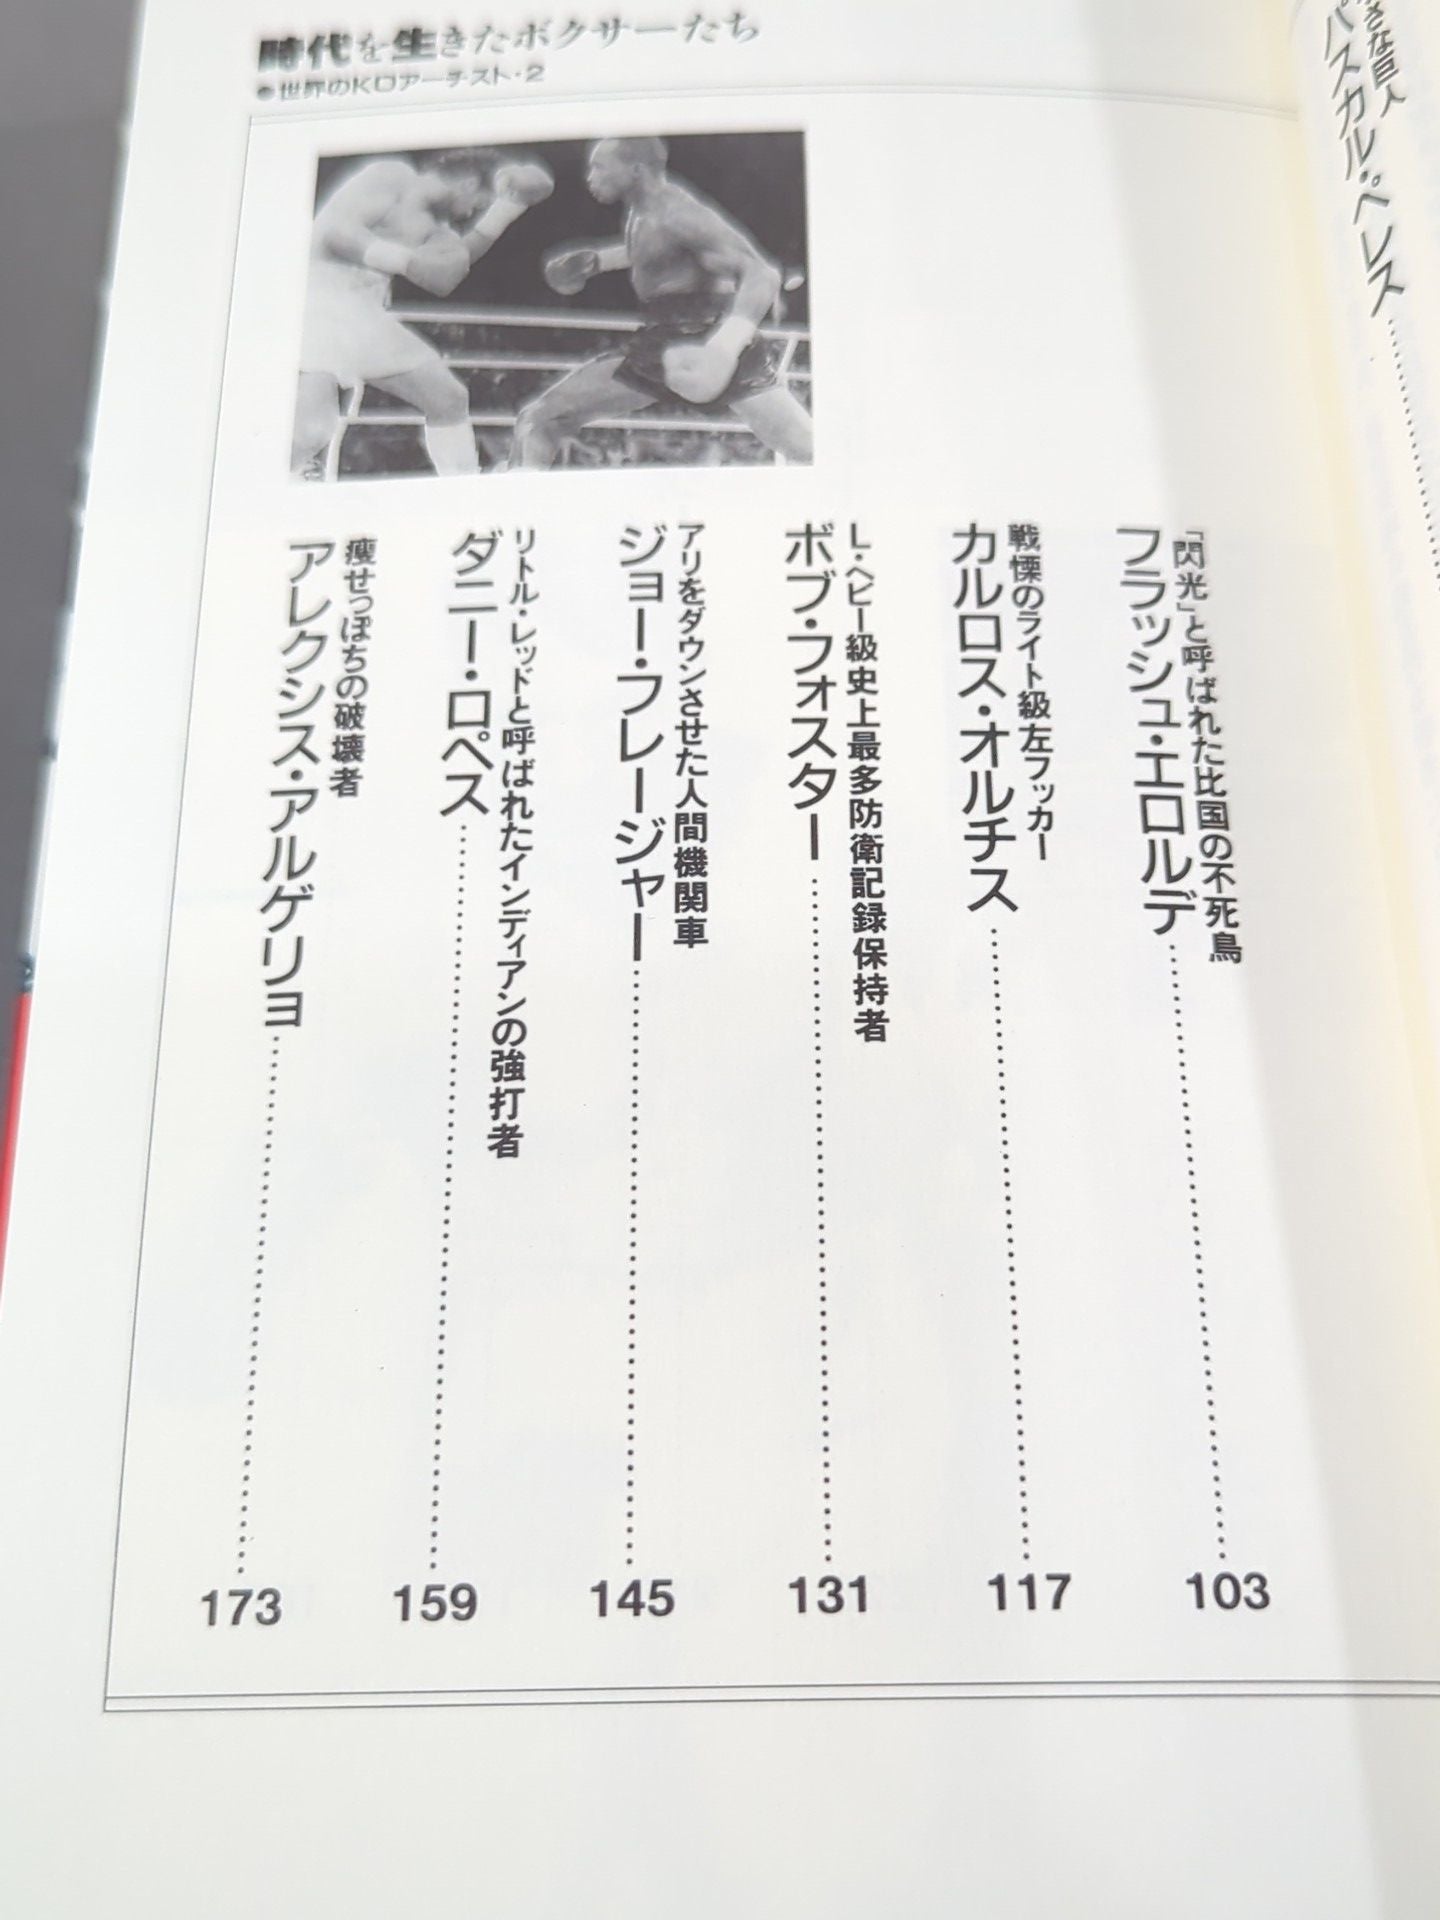 時代を生きたボクサーたち
●世界のKOアーチスト・2
さな巨人
パスカル・ペレス
「閃光」と呼ばれた比国の不死鳥
フラッシュ・エロルデ
103
戦慄のライト級左フッカー
カルロス・オルチス
117
L・ヘビー級史上最多防衛記録保持者
ボブ・フォスター
131
アリをダウンさせた人間機関車
ジョー・フレージャー
145
リトル・レッドと呼ばれたインディアンの強打者
ダニー・ロペス
159
痩せっぽちの破壊者
アレクシス・アルゲリョ
173